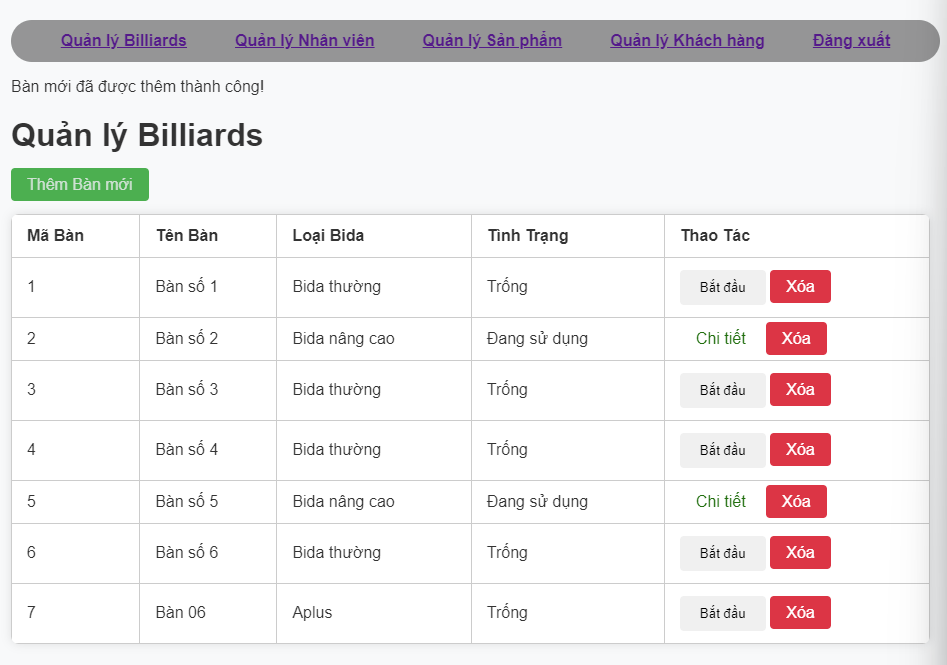 Quản lý Billiards Quản lý Nhân viên Quản lý Sản phẩm Quản lý Khách hàng Đăng xuất
Bàn mới đã được thêm thành công!
Quản lý Billiards
Thêm Bàn mới
Mã Bàn Tên Bàn Loại Bida Tình Trạng Thao Tác
1 Bàn số 1 Bida thường Trống Bắt đầu Xóa
2 Bàn số 2 Bida nâng cao Đang sử dụng Chi tiết Xóa
3 Bàn số 3 Bida thường Trống Bắt đầu Xóa
4 Bàn số 4 Bida thường Trống Bắt đầu Xóa
5 Bàn số 5 Bida nâng cao Đang sử dụng Chi tiết Xóa
6 Bàn số 6 Bida thường Trống Bắt đầu Xóa
7 Bàn 06 Aplus Trống Bắt đầu Xóa